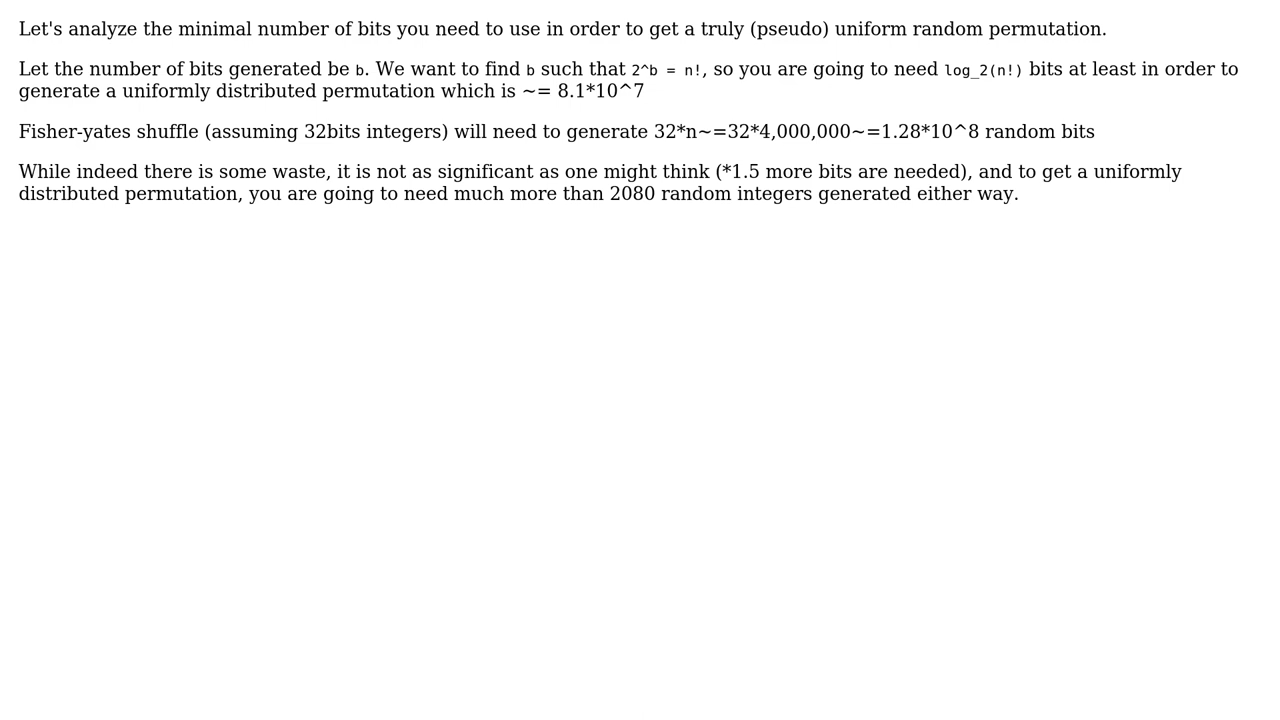 Let's analyze the minimal number of bits you need to use in order to get a truly (pseudo) uniform random permutation.
Let the number of bits generated be b. We want to find b such that 2^b = n!, so you are going to need log_2(n!) bits at least in order to
generate a uniformly distributed permutation which is ~= 8.1*10^7
Fisher-yates shuffle (assuming 32bits integers) will need to generate 32*n~=32*4,000,000~=1.28*10^8 random bits
While indeed there is some waste, it is not as significant as one might think (*1.5 more bits are needed), and to get a uniformly
distributed permutation, you are going to need much more than 2080 random integers generated either way.